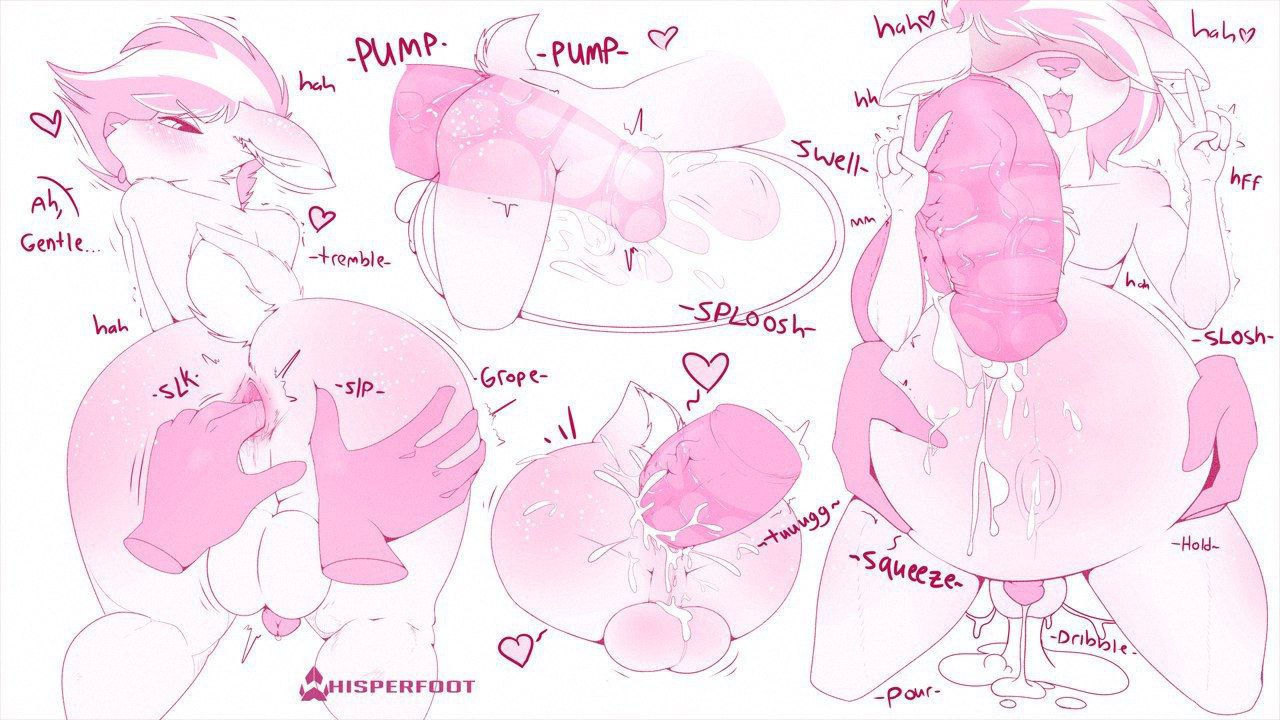 hah
Ah,
Gentle...
-tremble-
hah
-SLK-
-slp-
Grope-
-PUMP-
-PUMP-
-SPLOOSH-
-tuuugg~
hah
hah
hh
-swell-
mm
hff
hah
-SLOSH-
-Hold~
-squeeze~
-Dribble-
-Pour-
WHISPERFOOT